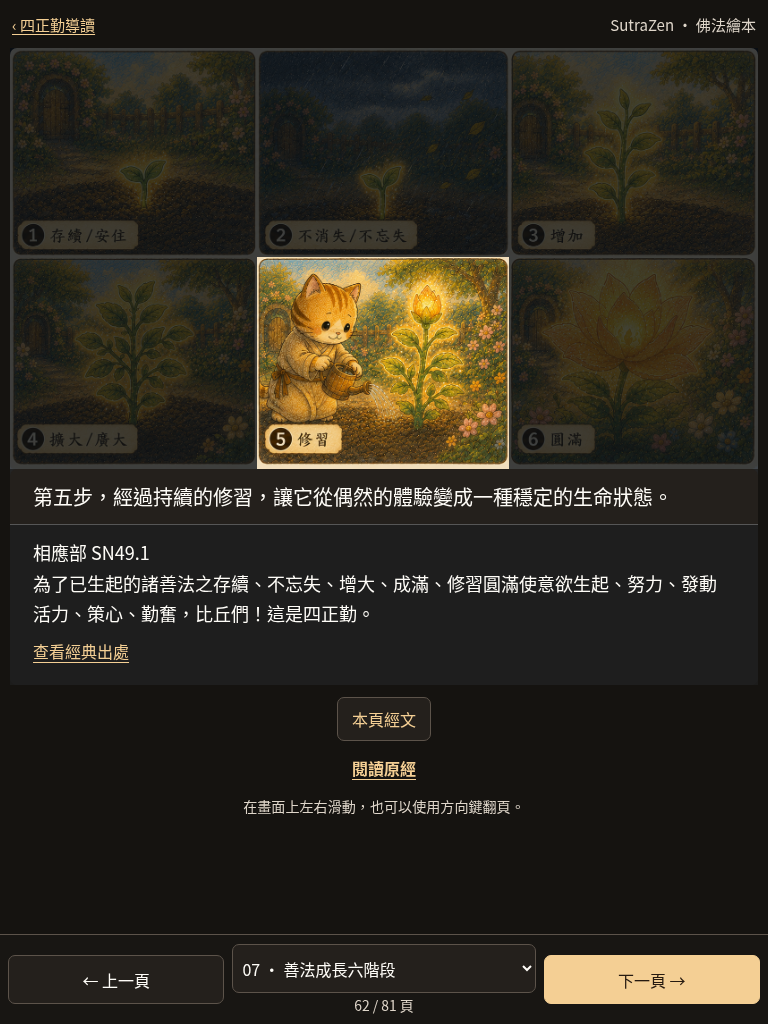 ‹ 四正勤導讀
SutraZen · 佛法繪本
1 存續/安住
2 不消失/不忘失
3 增加
4 擴大/廣大
5 修習
6 圓滿
第五步，經過持續的修習，讓它從偶然的體驗變成一種穩定的生命狀態。
相應部 SN49.1
為了已生起的諸善法之存續、不忘失、增大、成滿、修習圓滿使意欲生起、努力、發動
活力、策心、勤奮，比丘們！這是四正勤。
查看經典出處
本頁經文
閱讀原經
在畫面上左右滑動，也可以使用方向鍵翻頁。
← 上一頁
07 · 善法成長六階段
下一頁 →
62 / 81 頁